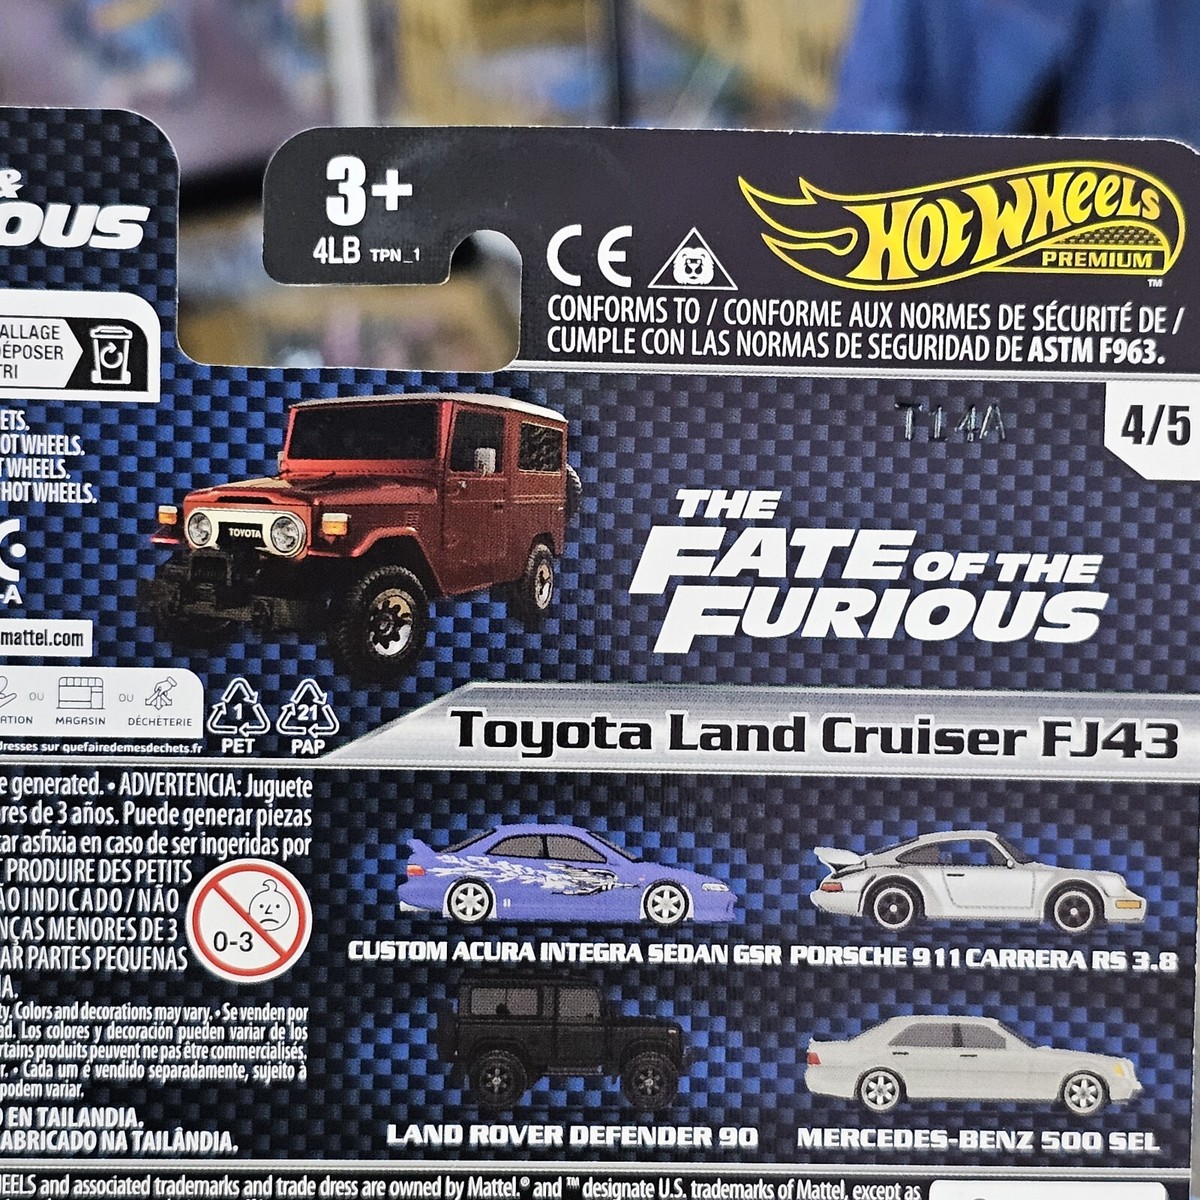 &
OUS
3+
4LB TPN_1
CE
HOT WHEELS
PREMIUM
TM
CONFORMS TO / CONFORME AUX NORMES DE SÉCURITÉ DE /
CUMPLE CON LAS NORMAS DE SEGURIDAD DE ASTM F963.
ALLAGE
DÉPOSER
TRI
ETS.
OT WHEELS.
T WHEELS.
HOT WHEELS.
-A
mattel.com
T14A
4/5
TOYOTA
THE
FATE OF THE
FURIOUS
ATION
OU
MAGASIN
OU
DÉCHÈTERIE
dresses sur quefairedemesdechets.fr
1
PET
21
PAP
Toyota Land Cruiser FJ43
e generated. • ADVERTENCIA: Juguete
res de 3 años. Puede generar piezas
ar asfixia en caso de ser ingeridas por
T PRODUIRE DES PETITS
ÃO INDICADO / NÃO
NÇAS MENORES DE 3
AR PARTES PEQUENAS
IA.
0-3
ty. Colors and decorations may vary. • Se venden por
ad. Los colores y decoración pueden variar de los
rtains produits peuvent ne pas être commercialisés,
r. • Cada um é vendido separadamente, sujeito à
podem variar.
O EN TAILANDIA.
ABRICADO NA TAILÂNDIA.
CUSTOM ACURA INTEGRA SEDAN GSR
PORSCHE 911 CARRERA RS 3.8
LAND ROVER DEFENDER 90
MERCEDES-BENZ 500 SEL
HEELS and associated trademarks and trade dress are owned by Mattel.® and ™ designate U.S. trademarks of Mattel, except as